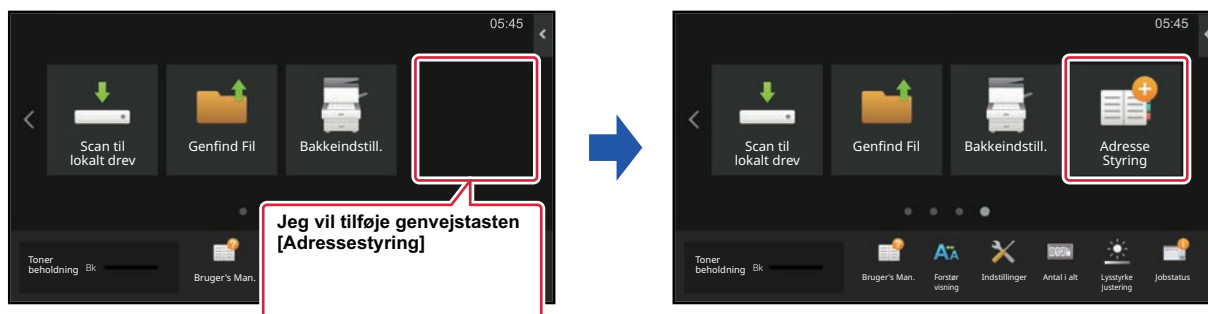 05:45
Scan til
lokalt drev
Genfind Fil
Bakkeindstill.
Jeg vil tilføje genvejstasten
[Adressestyring]
Toner
beholdning
Bk
Bruger's Man.
05:45
Scan til
lokalt drev
Genfind Fil
Bakkeindstill.
Adresse
Styring
Toner
beholdning
Bk
Bruger's Man.
Forstør
visning
Indstillinger
Antal i alt
Lysstyrke
Justering
Jobstatus